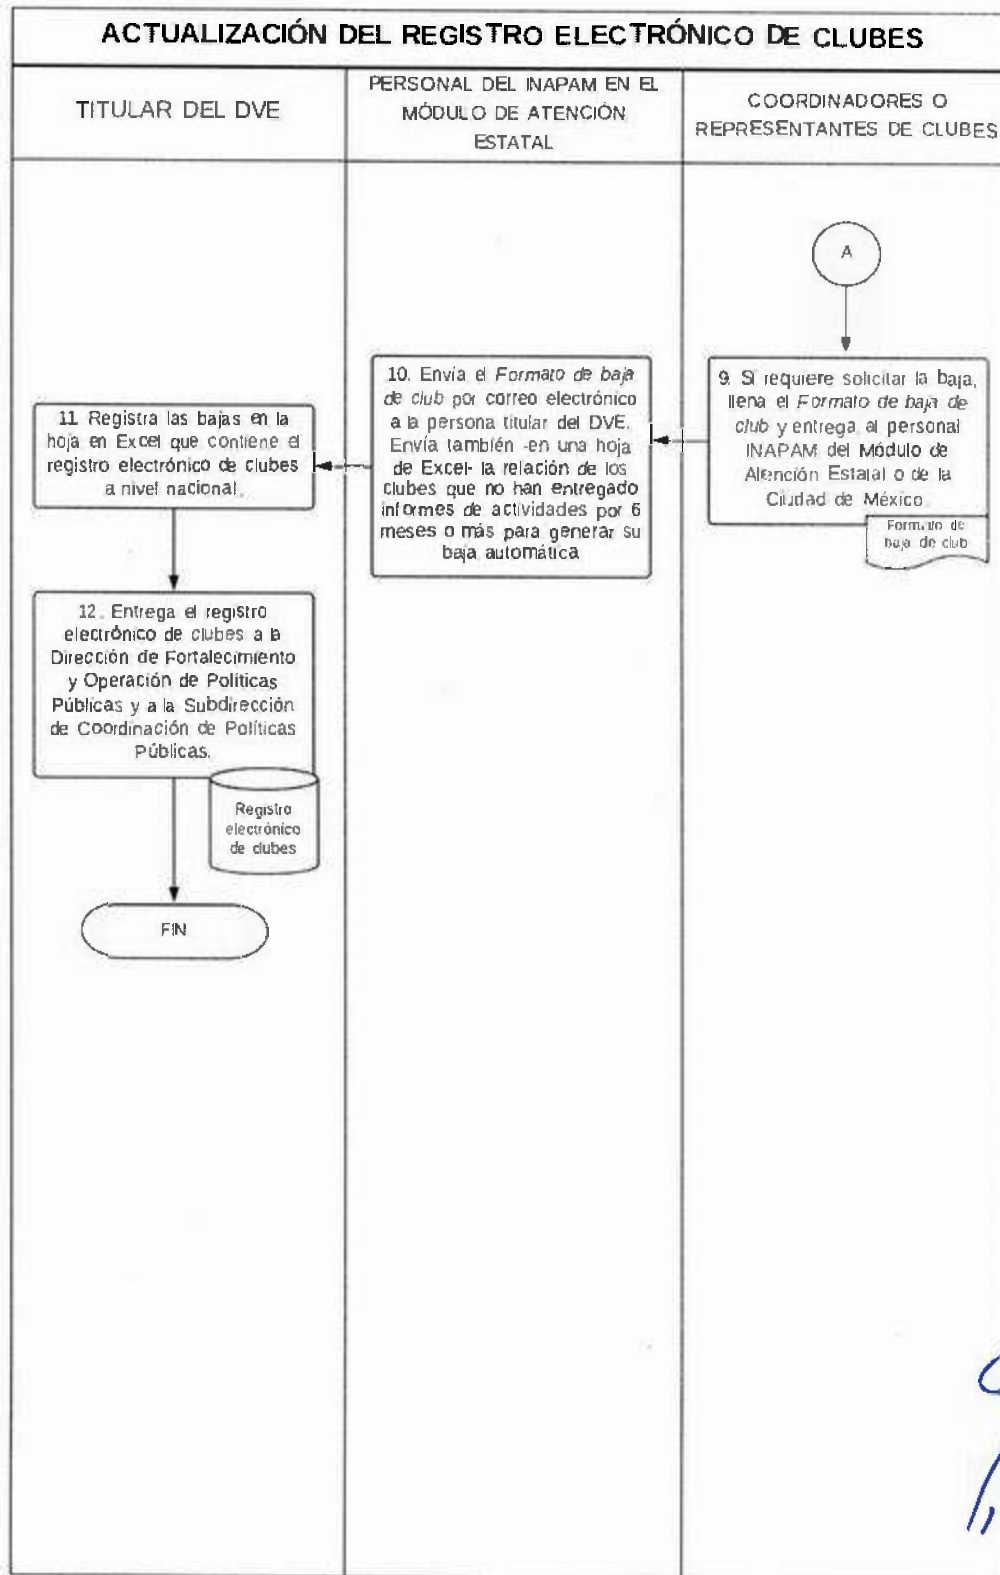 ACTUALIZACIÓN DEL REGISTRO ELECTRÓNICO DE CLUBES
TITULAR DEL DVE
PERSONAL DEL INAPAM EN EL
MÓDULO DE ATENCIÓN
ESTATAL
COORDINADORES O
REPRESENTANTES DE CLUBES
A
9. Si requiere solicitar la baja,
llena el Formato de baja de
club y entrega al personal
INAPAM del Módulo de
Atención Estatal o de la
Ciudad de México.
Formato de
baja de club
10. Envía el Formato de baja
de club por correo electrónico
a la persona titular del DVE.
Envía también -en una hoja
de Excel- la relación de los
clubes que no han entregado
informes de actividades por 6
meses o más para generar su
baja automática
11. Registra las bajas en la
hoja en Excel que contiene el
registro electrónico de clubes
a nivel nacional.
12. Entrega el registro
electrónico de clubes a la
Dirección de Fortalecimiento
y Operación de Políticas
Públicas y a la Subdirección
de Coordinación de Políticas
Públicas.
Registro
electrónico
de clubes
FIN